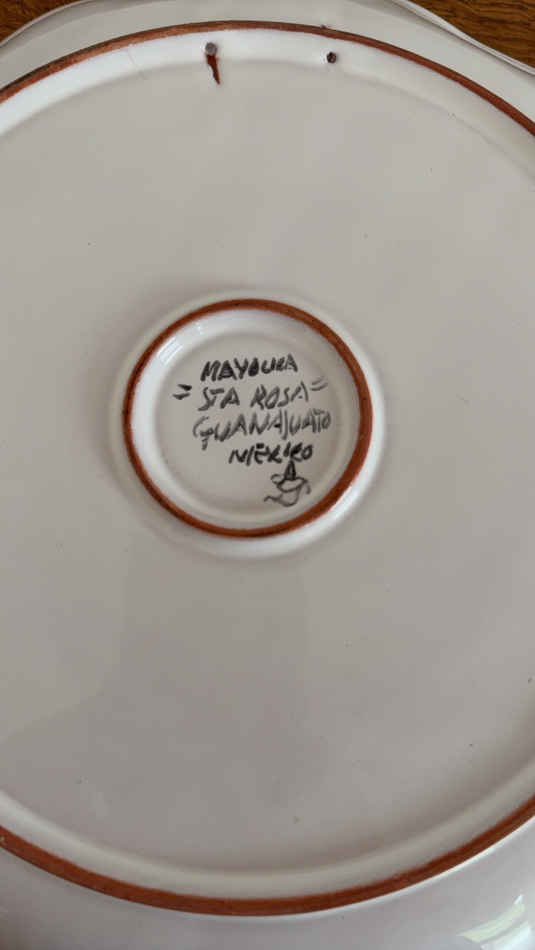 MAYOLICA
=STA ROSA=
GUANAJUATO
MEXICO